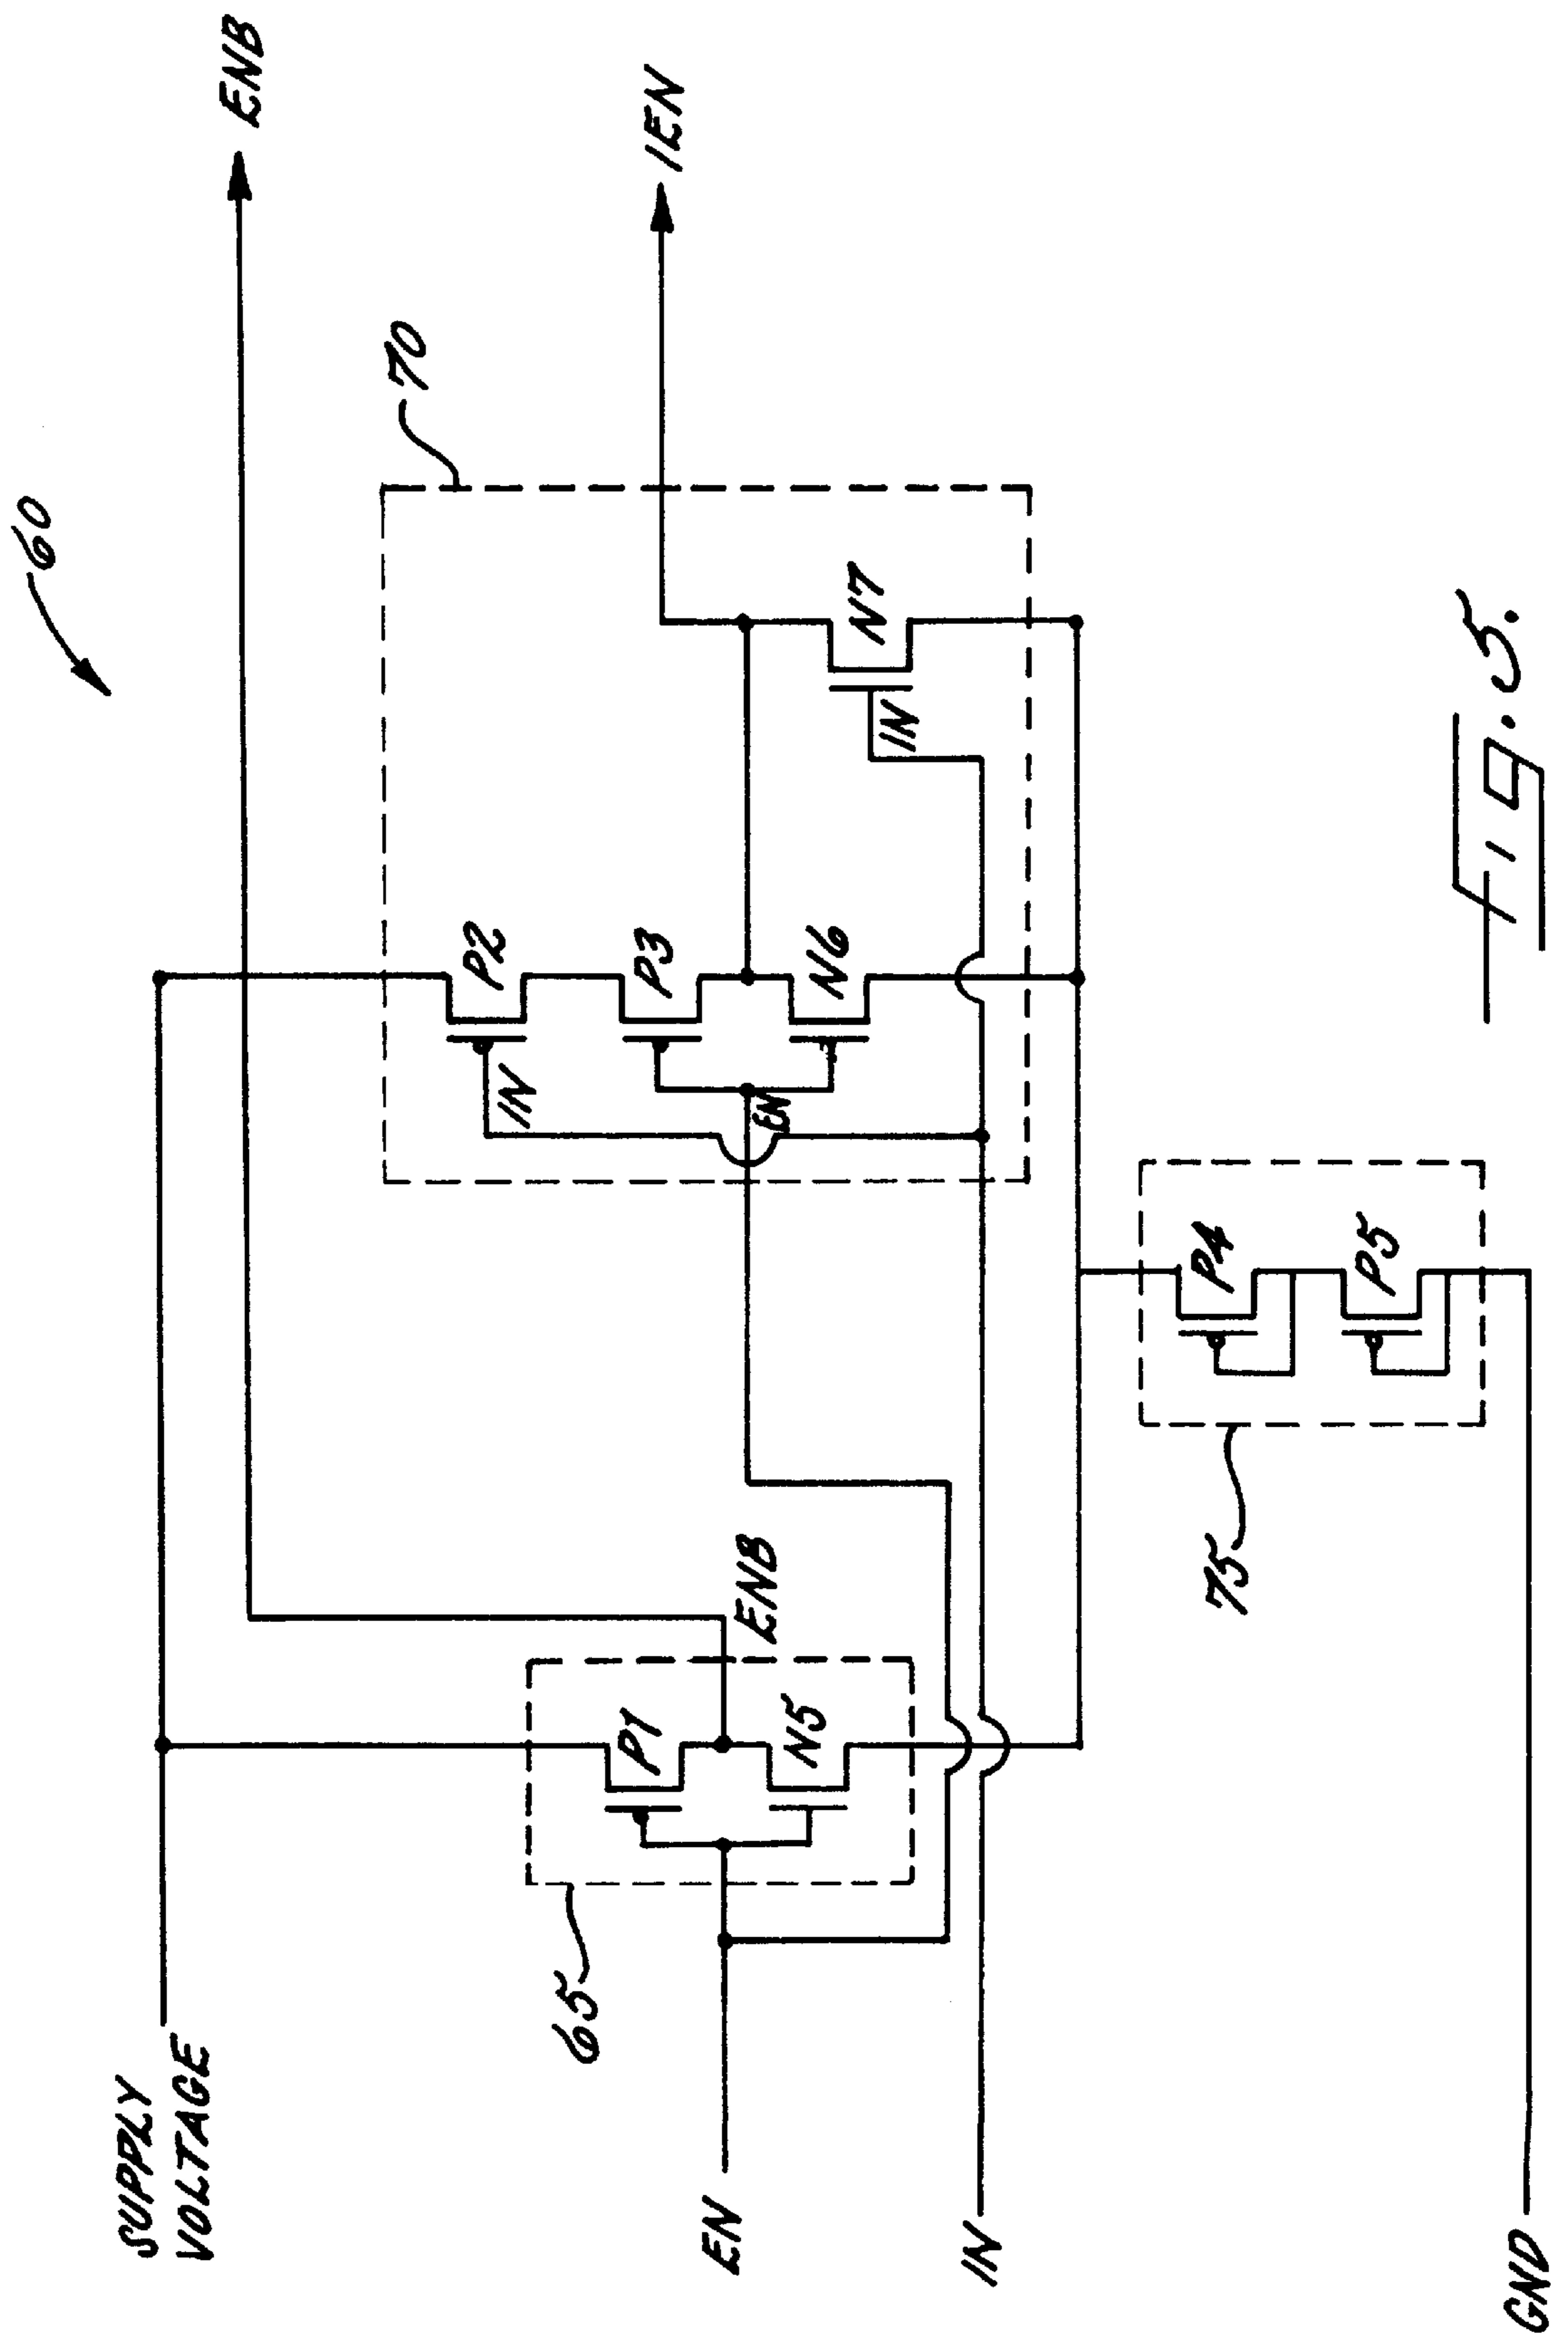 60
SUPPLY
VOLTAGE
ENB
65
P1
N5
ENB
EN
IN
70
P2
IN
P3
EN
N6
N7
IN
IEN
75
P4
P5
GND
Fig. 5.